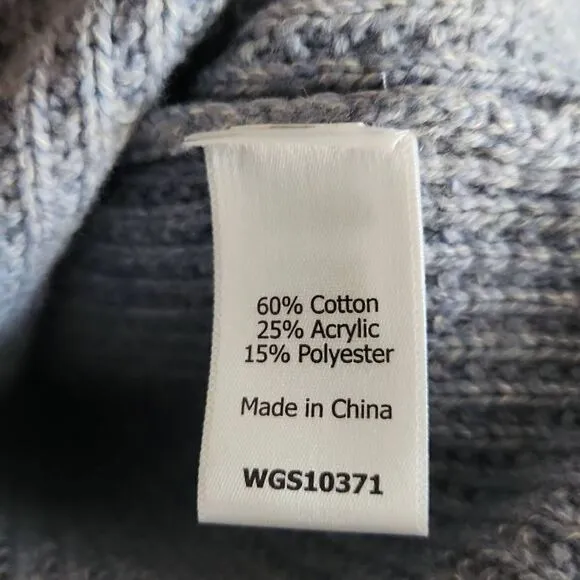 60% Cotton
25% Acrylic
15% Polyester
Made in China
WGS10371